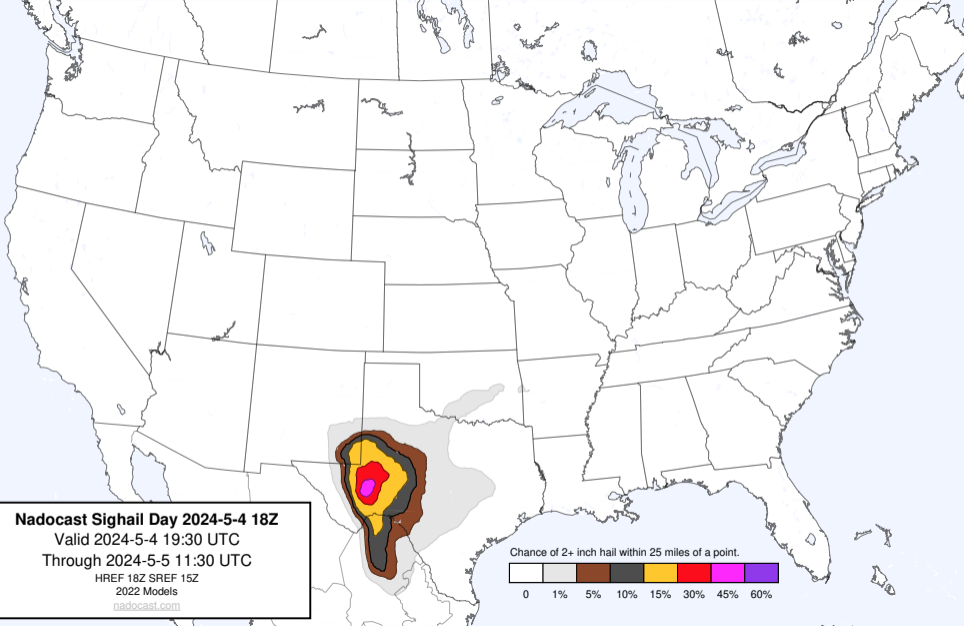 Nadocast Sighail Day 2024-5-4 18Z
Valid 2024-5-4 19:30 UTC
Through 2024-5-5 11:30 UTC
HREF 18Z SREF 15Z
2022 Models
nadocast.com
Chance of 2+ inch hail within 25 miles of a point.
0 1% 5% 10% 15% 30% 45% 60%